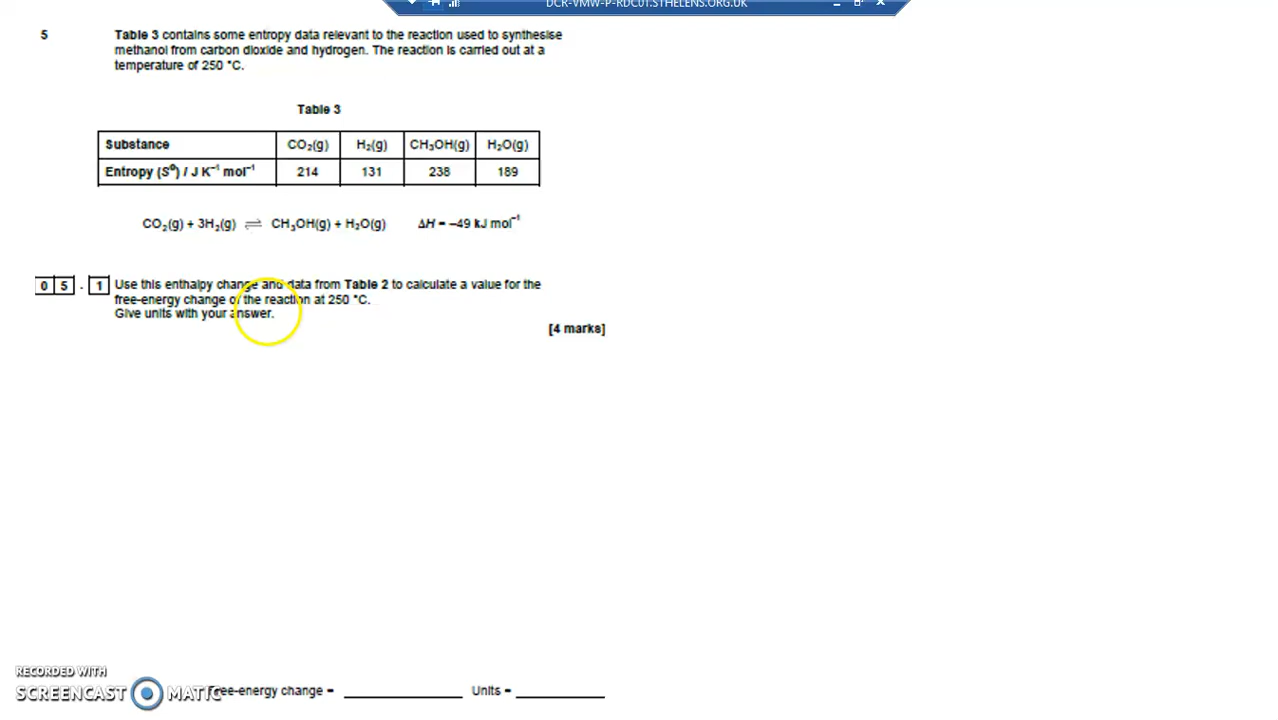 DCR-VMW-P-RDC01.STHELENS.ORG.UK
5 Table 3 contains some entropy data relevant to the reaction used to synthesise
methanol from carbon dioxide and hydrogen. The reaction is carried out at a
temperature of 250 °C.
Table 3
Substance CO₂(g) H₂(g) CH₃OH(g) H₂O(g)
Entropy (S⁰) / J K⁻¹ mol⁻¹ 214 131 238 189
CO₂(g) + 3H₂(g) ⇌ CH₃OH(g) + H₂O(g) ΔH = –49 kJ mol⁻¹
0 5 . 1 Use this enthalpy change and data from Table 2 to calculate a value for the
free-energy change of the reaction at 250 °C.
Give units with your answer.
[4 marks]
RECORDED WITH
SCREENCAST MATIC
Free-energy change = Units =